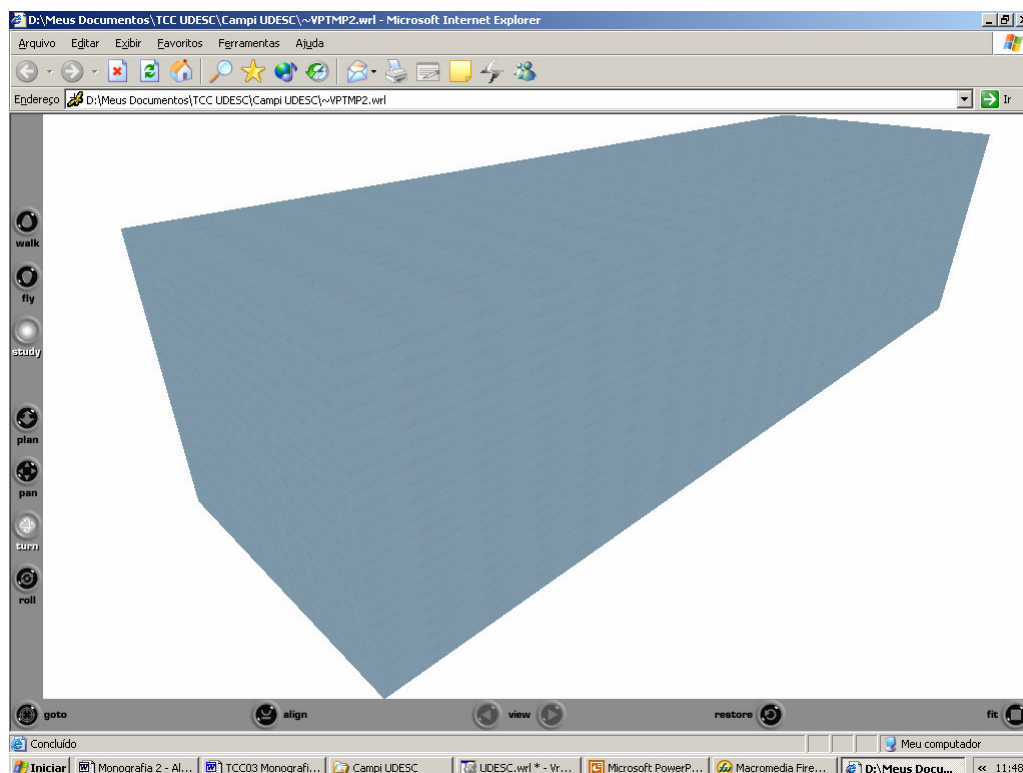 D:\Meus Documentos\TCC UDESC\Campi UDESC\~VPTMP2.wrl - Microsoft Internet Explorer
Arquivo Editar Exibir Favoritos Ferramentas Ajuda
Endereço D:\Meus Documentos\TCC UDESC\Campi UDESC\~VPTMP2.wrl Ir
walk
fly
study
plan
pan
turn
roll
goto align view restore fit
Concluído Meu computador
Iniciar Monografia 2 - Al... TCC03 Monografi... Campi UDESC UDESC.wrl * - Vr... Microsoft PowerP... Macromedia Fire... D:\Meus Docu... « 11:48